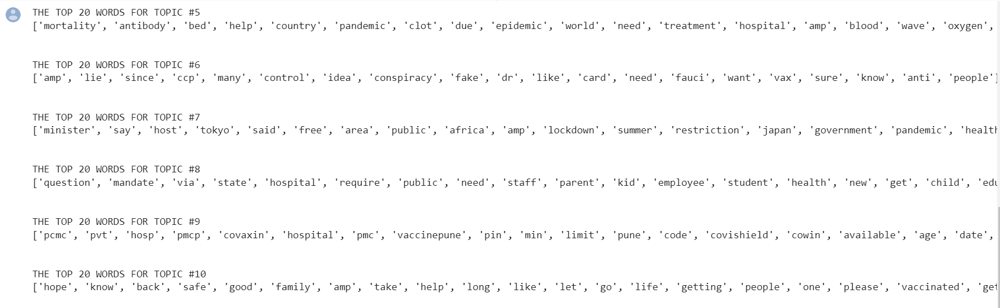 THE TOP 20 WORDS FOR TOPIC #5
['mortality', 'antibody', 'bed', 'help', 'country', 'pandemic', 'clot', 'due', 'epidemic', 'world', 'need', 'treatment', 'hospital', 'amp', 'blood', 'wave', 'oxygen',
THE TOP 20 WORDS FOR TOPIC #6
['amp', 'lie', 'since', 'ccp', 'many', 'control', 'idea', 'conspiracy', 'fake', 'dr', 'like', 'card', 'need', 'fauci', 'want', 'vax', 'sure', 'know', 'anti', 'people']
THE TOP 20 WORDS FOR TOPIC #7
['minister', 'say', 'host', 'tokyo', 'said', 'free', 'area', 'public', 'africa', 'amp', 'lockdown', 'summer', 'restriction', 'japan', 'government', 'pandemic', 'health
THE TOP 20 WORDS FOR TOPIC #8
['question', 'mandate', 'via', 'state', 'hospital', 'require', 'public', 'need', 'staff', 'parent', 'kid', 'employee', 'student', 'health', 'new', 'get', 'child', 'edu
THE TOP 20 WORDS FOR TOPIC #9
['pcmc', 'pvt', 'hosp', 'pmcp', 'covaxin', 'hospital', 'pmc', 'vaccinepune', 'pin', 'min', 'limit', 'pune', 'code', 'covishield', 'cowin', 'available', 'age', 'date',
THE TOP 20 WORDS FOR TOPIC #10
['hope', 'know', 'back', 'safe', 'good', 'family', 'amp', 'take', 'help', 'long', 'like', 'let', 'go', 'life', 'getting', 'people', 'one', 'please', 'vaccinated', 'get